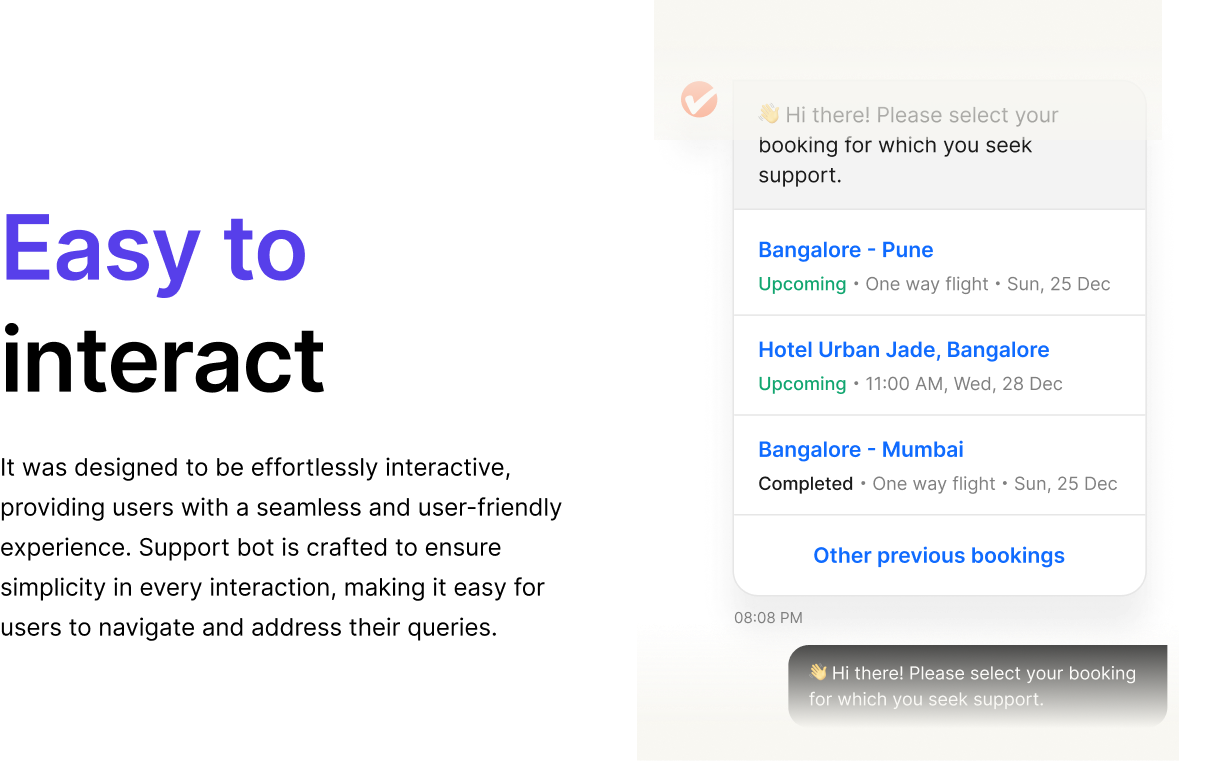 Easy to
interact
It was designed to be effortlessly interactive,
providing users with a seamless and user-friendly
experience. Support bot is crafted to ensure
simplicity in every interaction, making it easy for
users to navigate and address their queries.
👋 Hi there! Please select your
booking for which you seek
support.
Bangalore - Pune
Upcoming • One way flight • Sun, 25 Dec
Hotel Urban Jade, Bangalore
Upcoming • 11:00 AM, Wed, 28 Dec
Bangalore - Mumbai
Completed • One way flight • Sun, 25 Dec
Other previous bookings
08:08 PM
👋 Hi there! Please select your booking
for which you seek support.